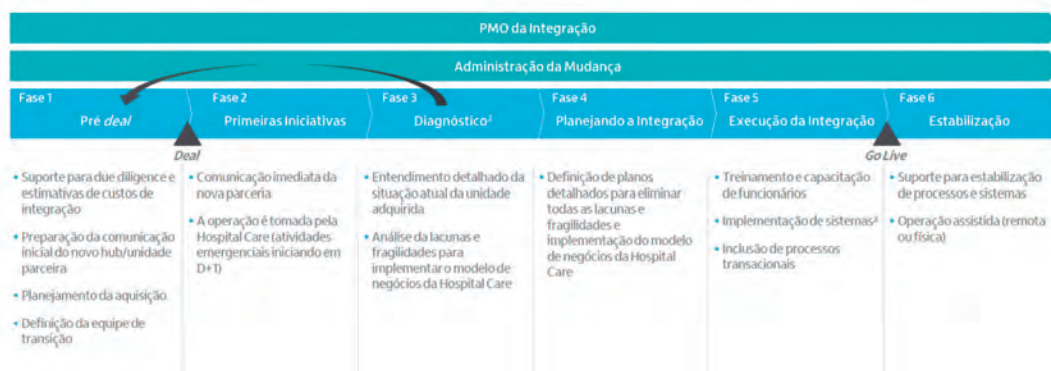 PMO da Integração
Administração da Mudança
Fase 1
Pré deal
Fase 2
Primeiras Iniciativas
Fase 3
Diagnóstico²
Fase 4
Planejando a Integração
Fase 5
Execução da Integração
Fase 6
Estabilização
Deal
Go Live
• Suporte para due diligence e
estimativas de custos de
integração
• Preparação da comunicação
inicial do novo hub/unidade
parceira
• Planejamento da aquisição
• Definição da equipe de
transição
• Comunicação imediata da
nova parceria
• A operação é tomada pela
Hospital Care (atividades
emergenciais iniciando em
D+1)
• Entendimento detalhado da
situação atual da unidade
adquirida
• Análise da lacunas e
fragilidades para
implementar o modelo de
negócios da Hospital Care
• Definição de planos
detalhados para eliminar
todas as lacunas e
fragilidades e
implementação do modelo
de negócios da Hospital
Care
• Treinamento e capacitação
de funcionários
• Implementação de sistemas³
• Inclusão de processos
transacionais
• Suporte para estabilização
de processos e sistemas
• Operação assistida (remota
ou física)